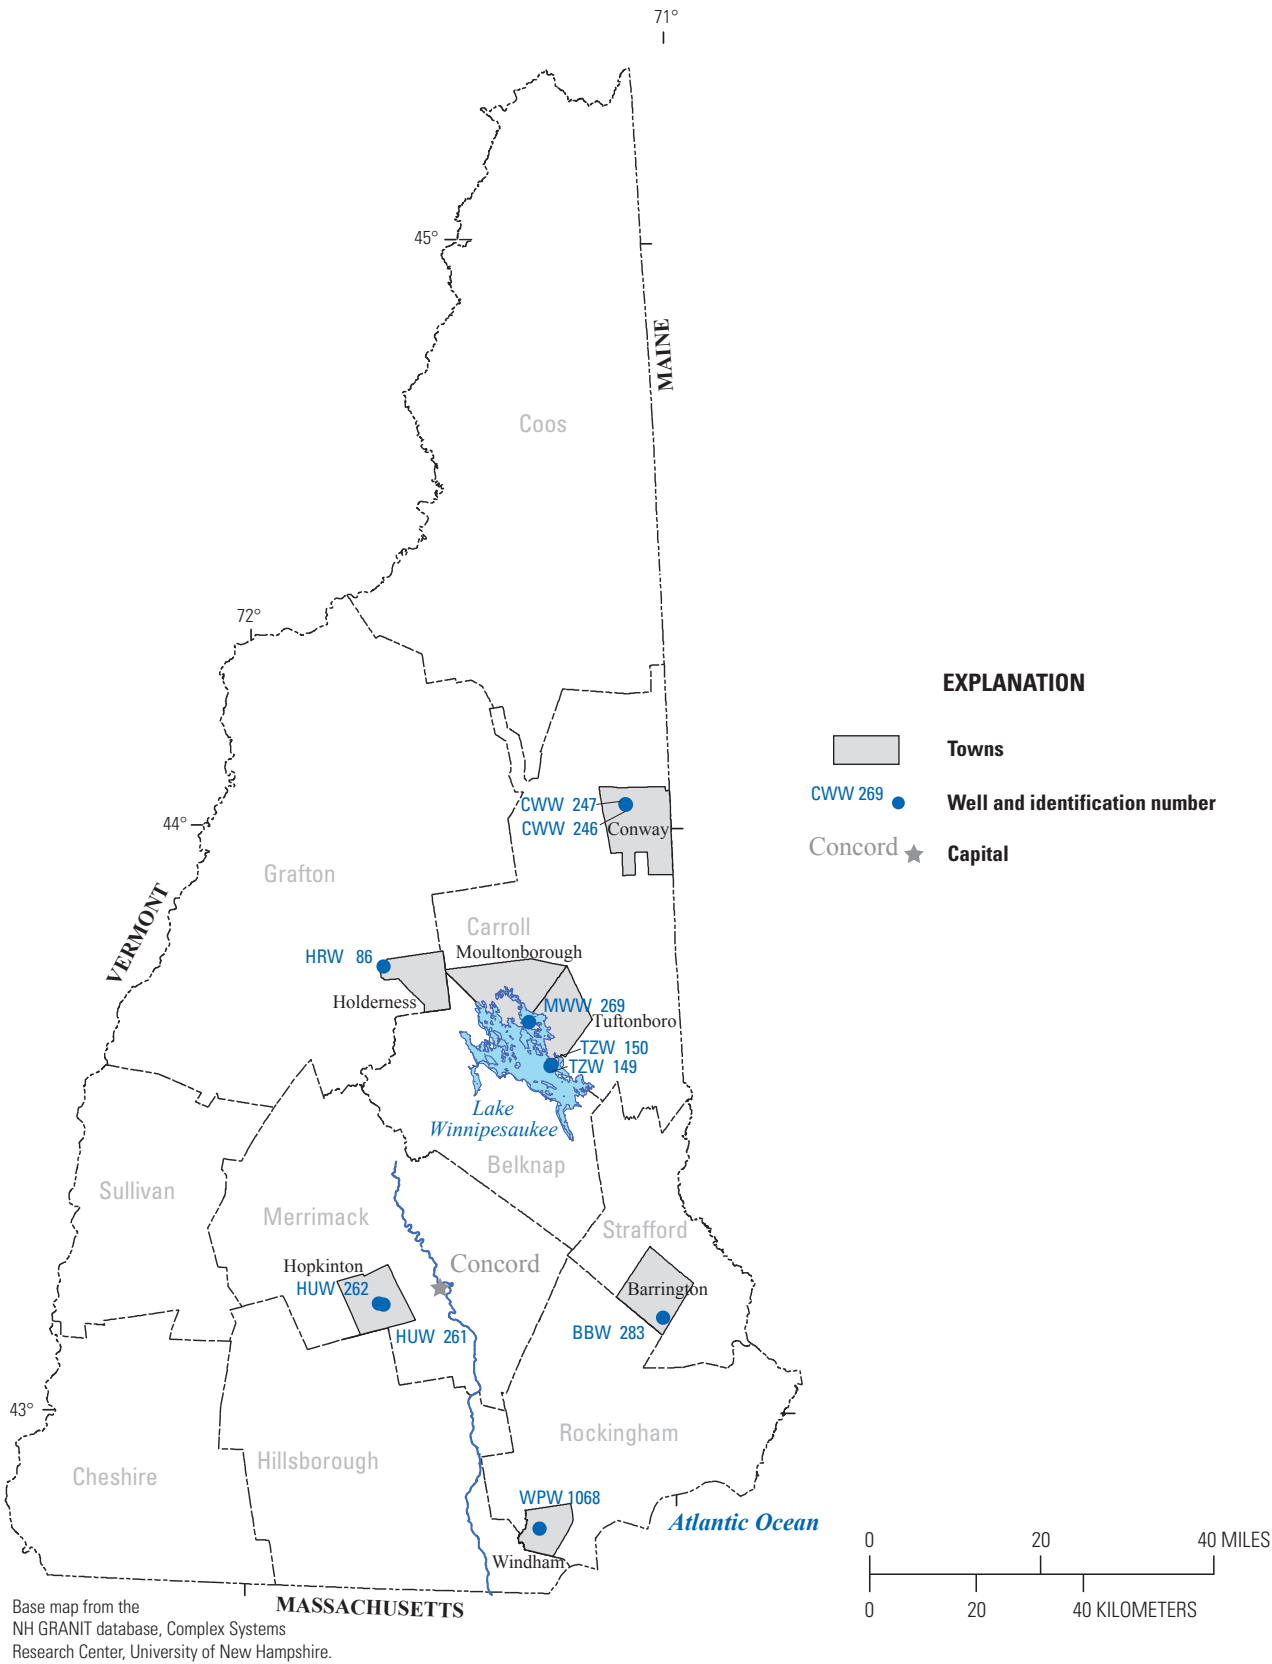 71°
45°
MAINE
Coos
72°
EXPLANATION
Towns
CWW 269
Well and identification number
Concord
Capital
CWW 247
CWW 246
Conway
44°
Grafton
VERMONT
Carroll
HRW 86
Moultonborough
Holderness
MWW 269
Tuftonboro
TZW 150
TZW 149
Lake
Winnipesaukee
Belknap
Sullivan
Merrimack
Strafford
Hopkinton
Concord
HUW 262
Barrington
HUW 261
BBW 283
43°
Rockingham
Hillsborough
Cheshire
WPW 1068
Atlantic Ocean
Windham
0 20 40 MILES
0 20 40 KILOMETERS
MASSACHUSETTS
Base map from the
NH GRANIT database, Complex Systems
Research Center, University of New Hampshire.